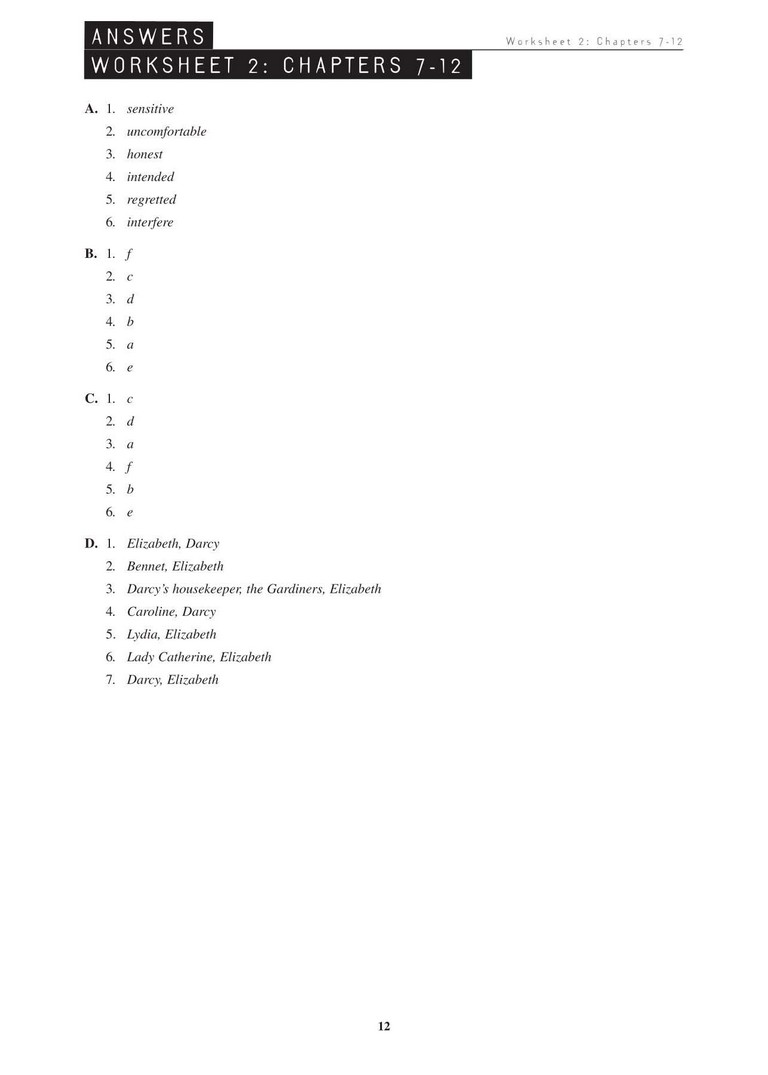 ANSWERS
Worksheet 2: Chapters 7-12
WORKSHEET 2: CHAPTERS 7-12
A. 1. sensitive
2. uncomfortable
3. honest
4. intended
5. regretted
6. interfere
B. 1. f
2. c
3. d
4. b
5. a
6. e
C. 1. c
2. d
3. a
4. f
5. b
6. e
D. 1. Elizabeth, Darcy
2. Bennet, Elizabeth
3. Darcy's housekeeper, the Gardiners, Elizabeth
4. Caroline, Darcy
5. Lydia, Elizabeth
6. Lady Catherine, Elizabeth
7. Darcy, Elizabeth
12